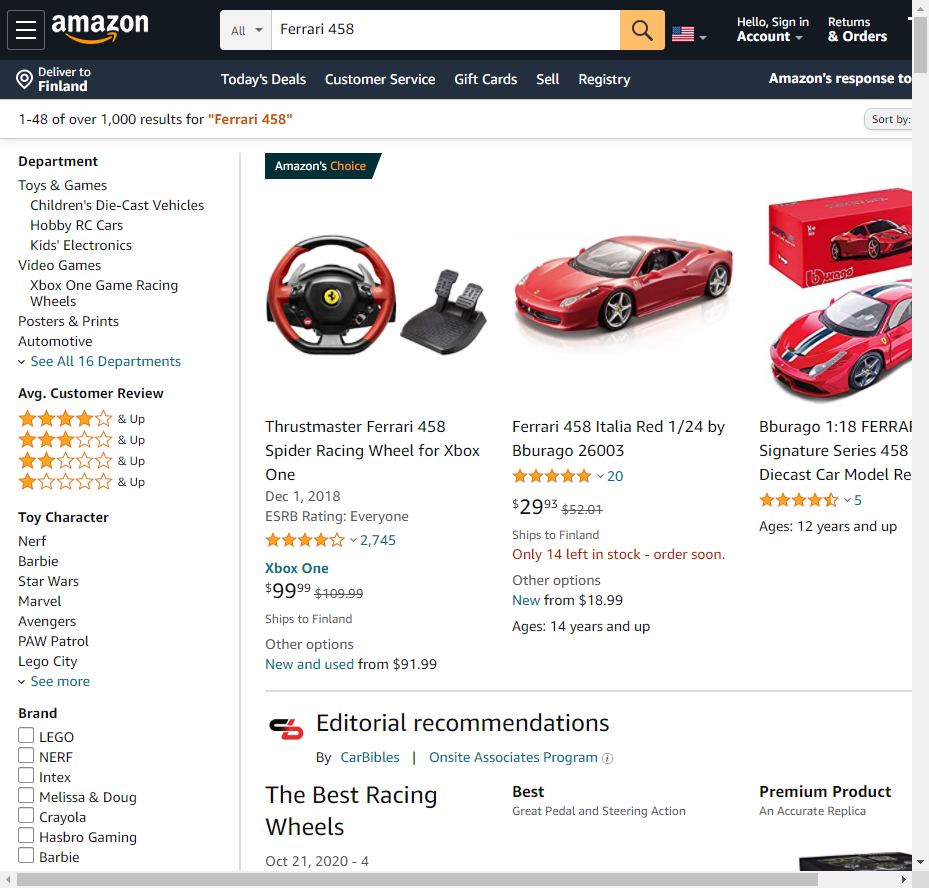 amazon
All
Ferrari 458
Hello, Sign in
Account
Returns
& Orders
Deliver to
Finland
Today's Deals
Customer Service
Gift Cards
Sell
Registry
Amazon's response to
1-48 of over 1,000 results for "Ferrari 458"
Sort by:
Department
Toys & Games
Children's Die-Cast Vehicles
Hobby RC Cars
Kids' Electronics
Video Games
Xbox One Game Racing
Wheels
Posters & Prints
Automotive
See All 16 Departments
Avg. Customer Review
& Up
& Up
& Up
& Up
Toy Character
Nerf
Barbie
Star Wars
Marvel
Avengers
PAW Patrol
Lego City
See more
Brand
LEGO
NERF
Intex
Melissa & Doug
Crayola
Hasbro Gaming
Barbie
Amazon's Choice
Thrustmaster Ferrari 458
Spider Racing Wheel for Xbox
One
Dec 1, 2018
ESRB Rating: Everyone
2,745
Xbox One
$99.99 $109.99
Ships to Finland
Other options
New and used from $91.99
Ferrari 458 Italia Red 1/24 by
Bburago 26003
20
$29.93 $52.01
Ships to Finland
Only 14 left in stock - order soon.
Other options
New from $18.99
Ages: 14 years and up
bburago
Bburago 1:18 FERRAR
Signature Series 458
Diecast Car Model Re
5
Ages: 12 years and up
Editorial recommendations
By CarBibles | Onsite Associates Program
The Best Racing
Wheels
Oct 21, 2020 - 4
Best
Great Pedal and Steering Action
Premium Product
An Accurate Replica